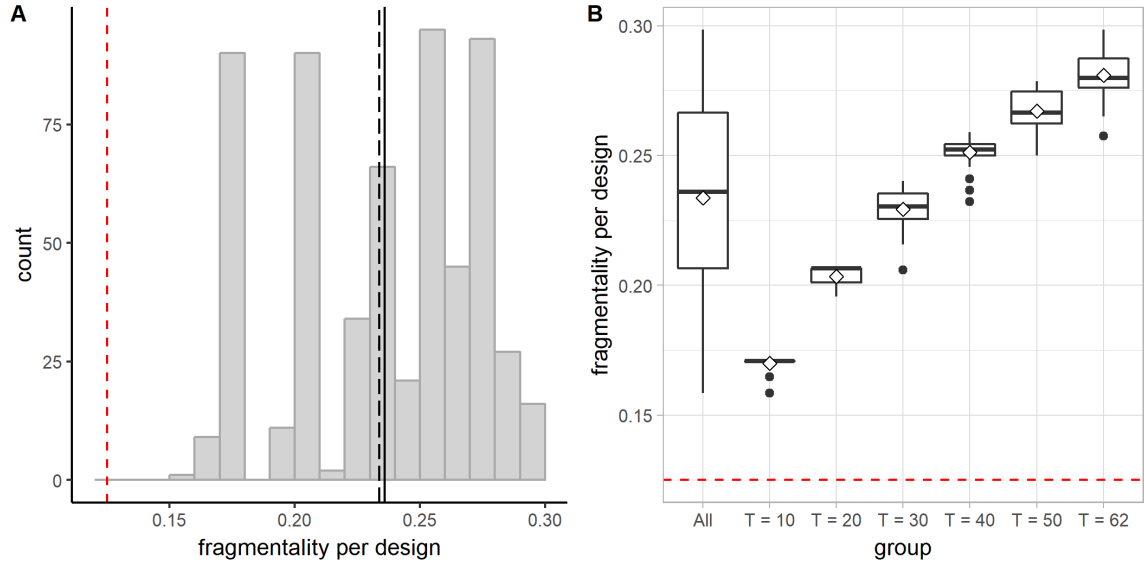 A
count
75
50
25
0
0.15 0.20 0.25 0.30
fragmentality per design
B
fragmentality per design
0.30
0.25
0.20
0.15
All T = 10 T = 20 T = 30 T = 40 T = 50 T = 62
group